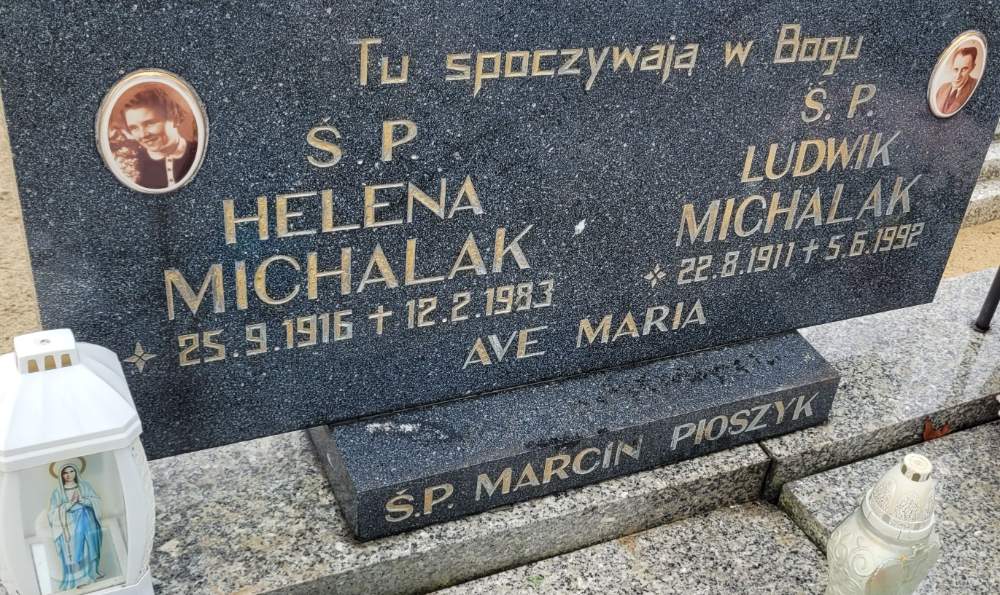 Tu spoczywają w Bogu
Ś P
HELENA
MICHALAK
25.9.1916 + 12.2.1983
Ś. P.
LUDWIK
MICHALAK
22.8.1911 + 5.6.1992
AVE MARIA
Ś.P. MARCIN PIOSZYK